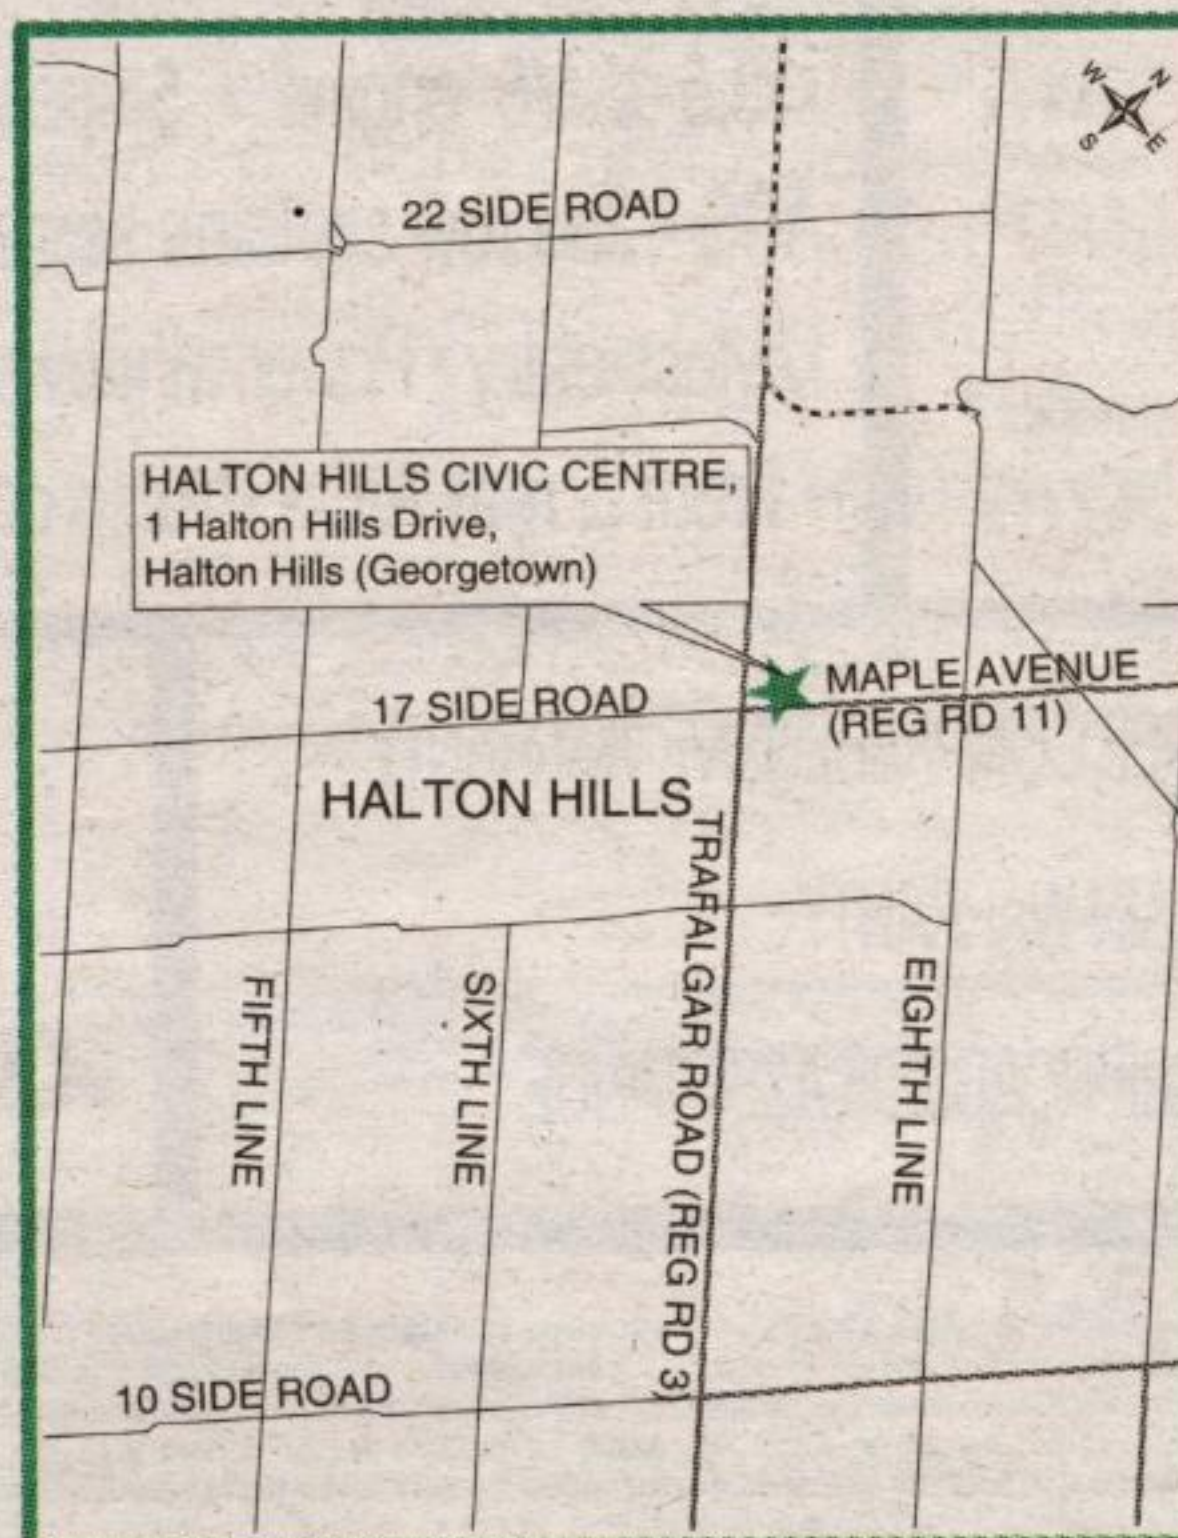 W N
S E
22 SIDE ROAD
HALTON HILLS CIVIC CENTRE,
1 Halton Hills Drive,
Halton Hills (Georgetown)
MAPLE AVENUE
(REG RD 11)
17 SIDE ROAD
HALTON HILLS
TRAFALGAR ROAD (REG RD 3)
FIFTH LINE
SIXTH LINE
EIGHTH LINE
10 SIDE ROAD